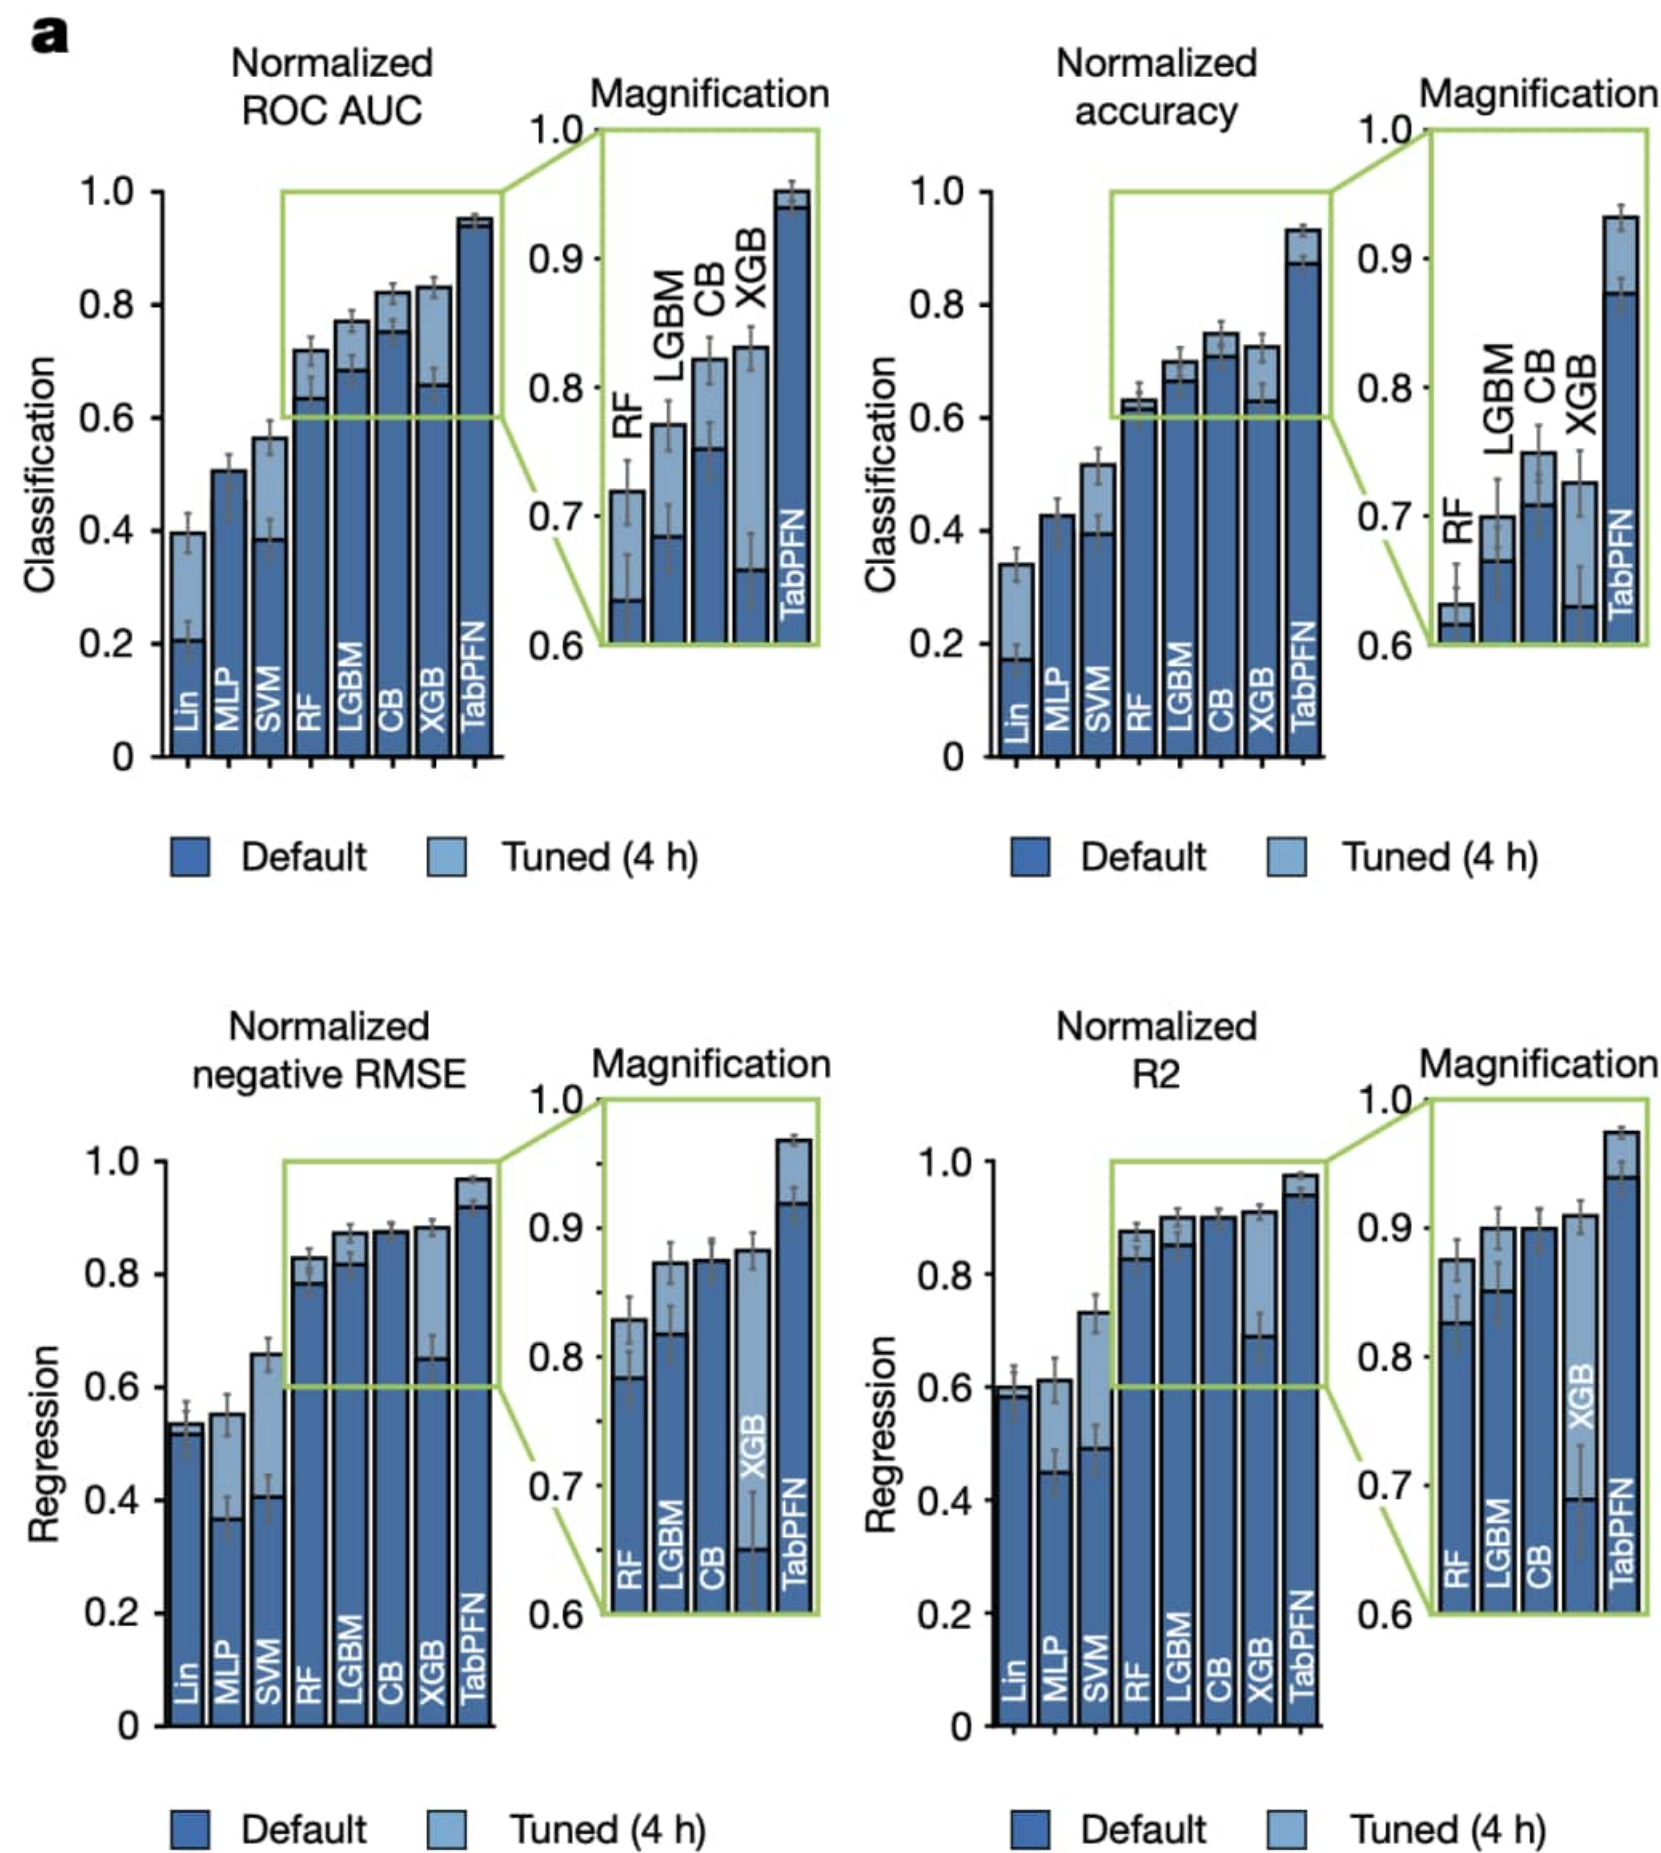 a
Normalized
ROC AUC
Magnification
1.0
0.9
0.8
0.7
0.6
RF
LGBM
CB
XGB
TabPFN
Classification
1.0
0.8
0.6
0.4
0.2
0
Lin
MLP
SVM
RF
LGBM
CB
XGB
TabPFN
Default
Tuned (4 h)
Normalized
accuracy
Magnification
1.0
0.9
0.8
0.7
0.6
RF
LGBM
CB
XGB
TabPFN
Classification
1.0
0.8
0.6
0.4
0.2
0
Lin
MLP
SVM
RF
LGBM
CB
XGB
TabPFN
Default
Tuned (4 h)
Normalized
negative RMSE
Magnification
1.0
0.9
0.8
0.7
0.6
RF
LGBM
CB
XGB
TabPFN
Regression
1.0
0.8
0.6
0.4
0.2
0
Lin
MLP
SVM
RF
LGBM
CB
XGB
TabPFN
Default
Tuned (4 h)
Normalized
R2
Magnification
1.0
0.9
0.8
0.7
0.6
RF
LGBM
CB
XGB
TabPFN
Regression
1.0
0.8
0.6
0.4
0.2
0
Lin
MLP
SVM
RF
LGBM
CB
XGB
TabPFN
Default
Tuned (4 h)